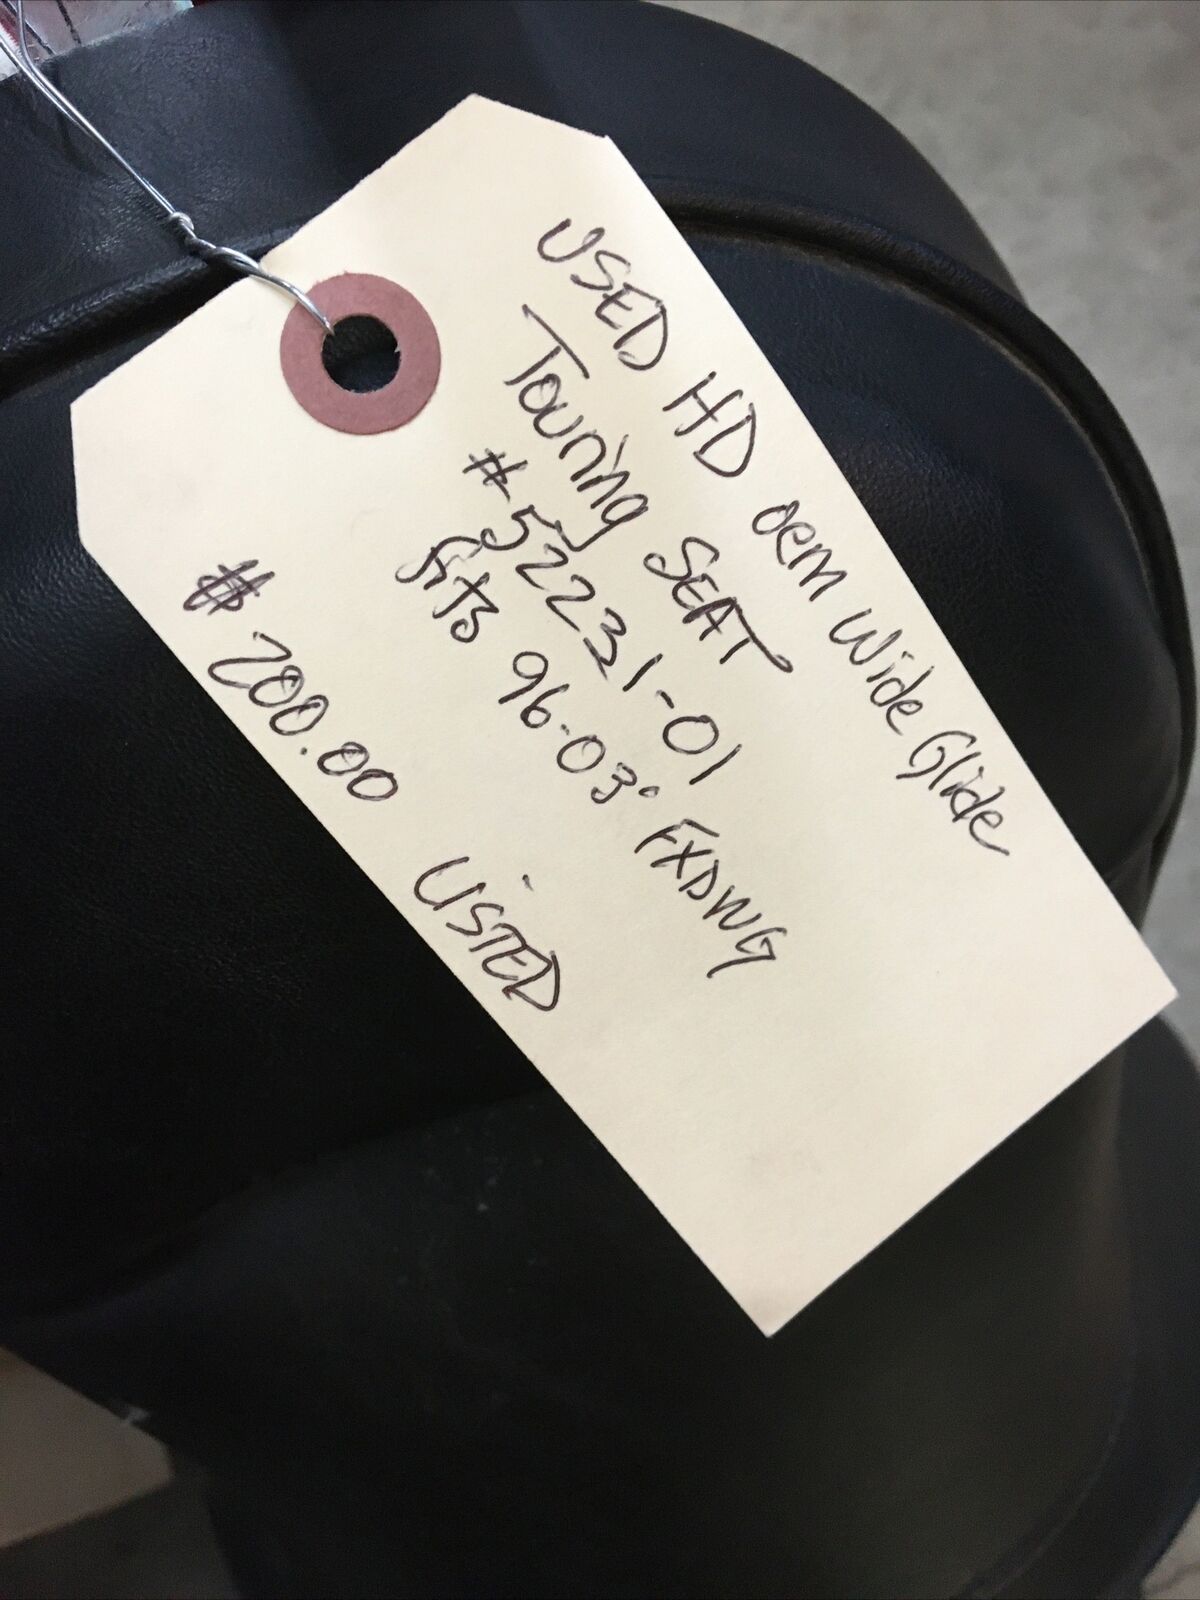 USED HD oem Wide Glide
Touring SEAT
#52231-01
fits 96-03 FXDWG
# 200.00 LISTED